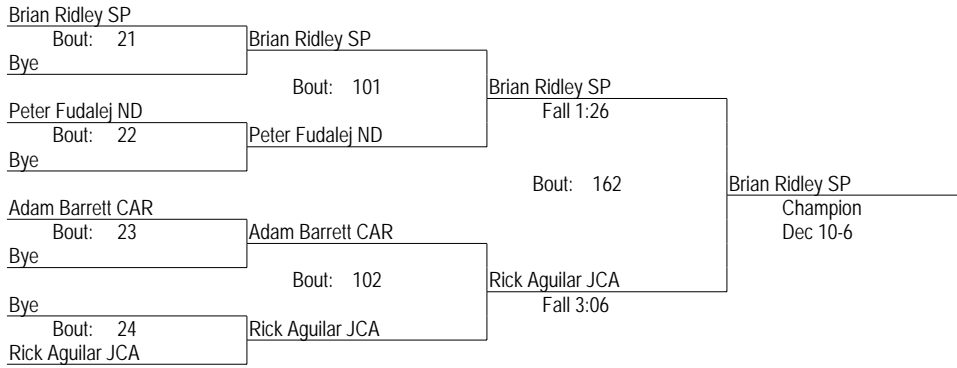 Brian Ridley SP
Bout: 21
Bye
Brian Ridley SP
Bout: 101
Peter Fudalej ND
Bout: 22
Bye
Peter Fudalej ND
Brian Ridley SP
Fall 1:26
Bout: 162
Adam Barrett CAR
Bout: 23
Bye
Adam Barrett CAR
Bout: 102
Bye
Bout: 24
Rick Aguilar JCA
Rick Aguilar JCA
Rick Aguilar JCA
Fall 3:06
Brian Ridley SP
Champion
Dec 10-6